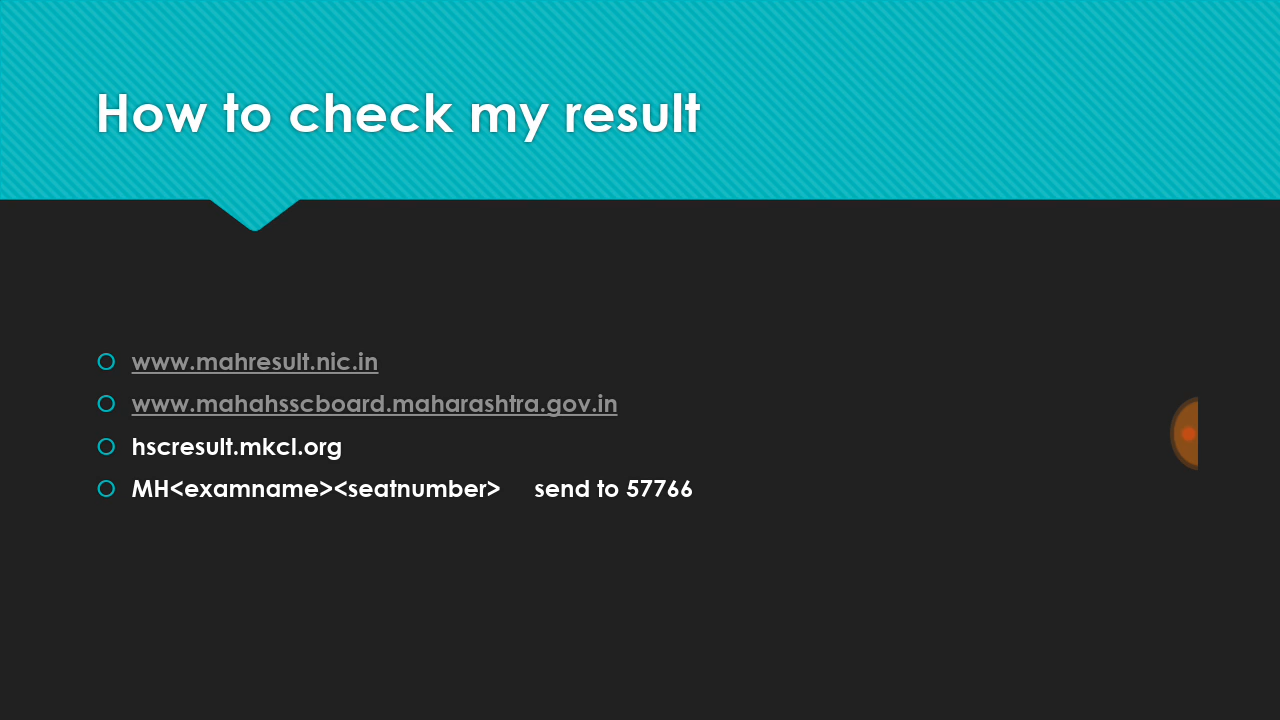 How to check my result
www.mahresult.nic.in
www.mahahsscboard.maharashtra.gov.in
hscresult.mkcl.org
MH<examname><seatnumber> send to 57766